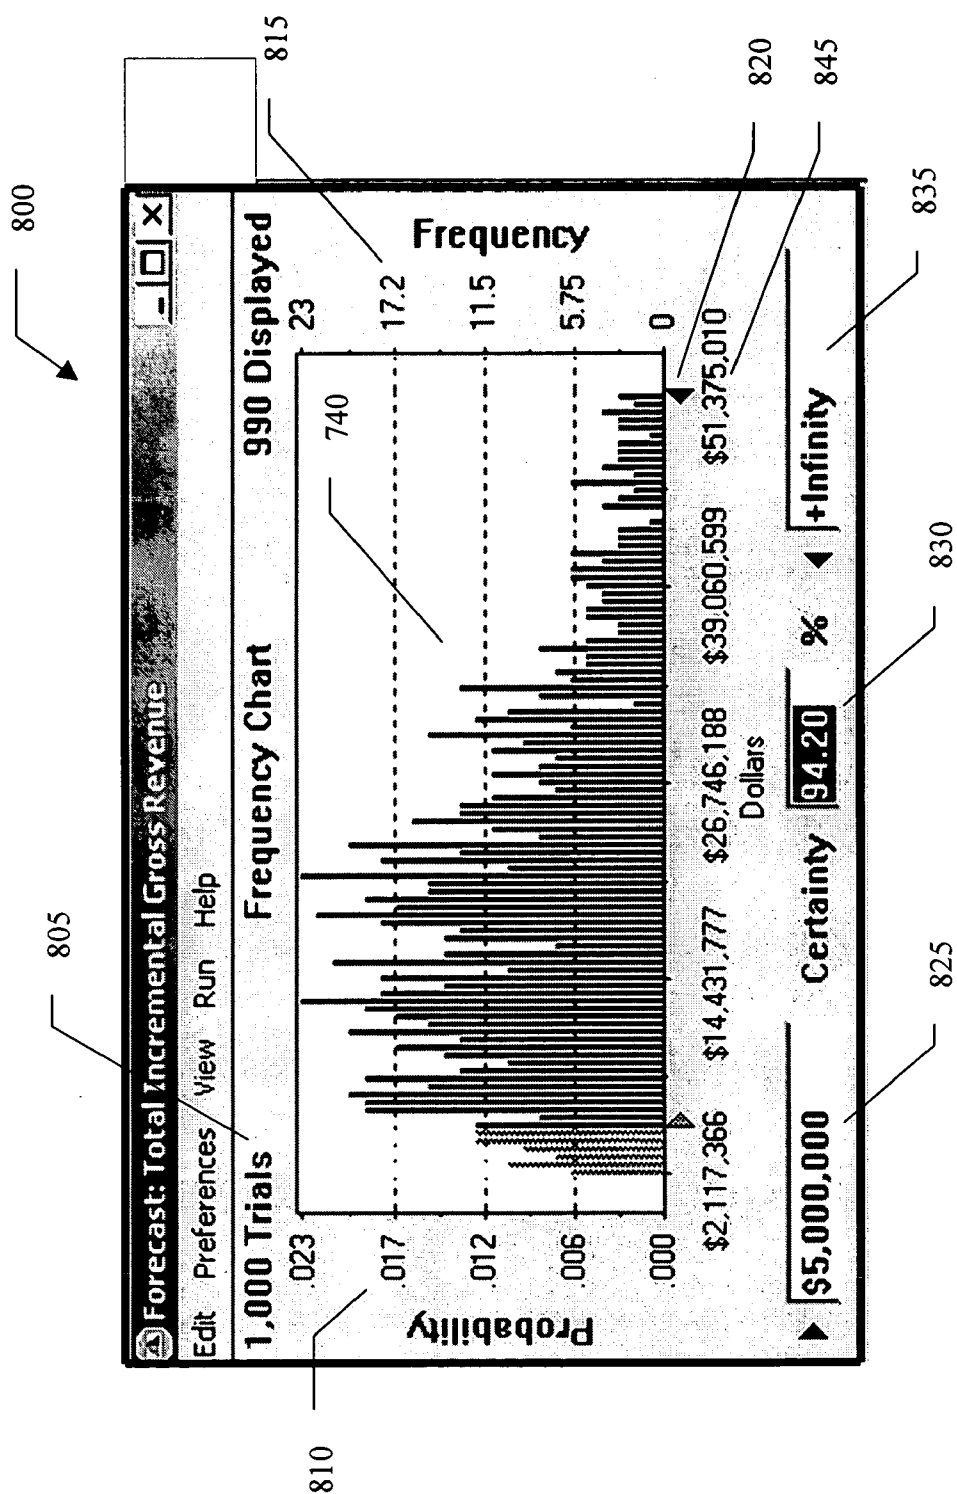 800
805
Forecast: Total Incremental Gross Revenue
Edit Preferences View Run Help
1,000 Trials Frequency Chart 990 Displayed
815
740
Probability
.023
.017
.012
.006
.000
810
23
17.2
11.5
5.75
0
Frequency
$2,117,366 $14,431,777 $26,746,188 $39,060,599 $51,375,010
Dollars
820
845
$5,000,000 Certainty 94.20 % +Infinity
825
830
835